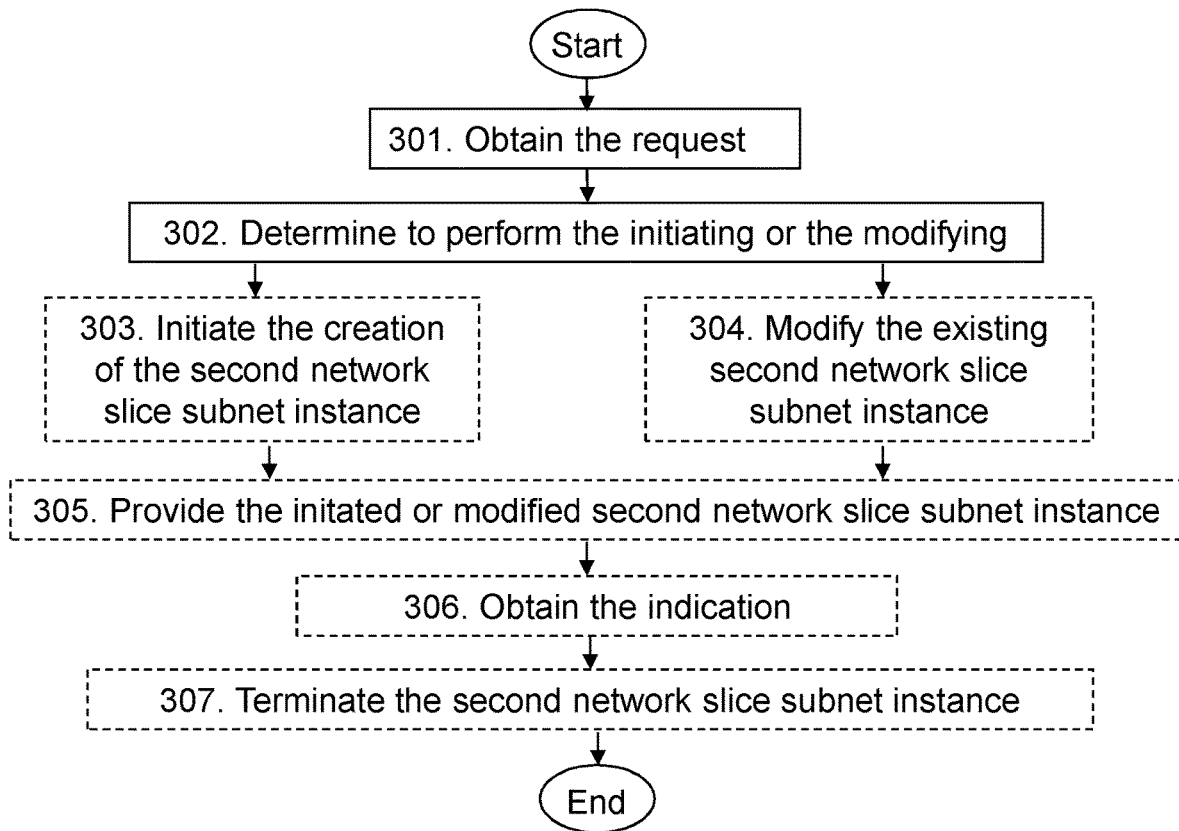 Start
301. Obtain the request
302. Determine to perform the initiating or the modifying
303. Initiate the creation
of the second network
slice subnet instance
304. Modify the existing
second network slice
subnet instance
305. Provide the initated or modified second network slice subnet instance
306. Obtain the indication
307. Terminate the second network slice subnet instance
End